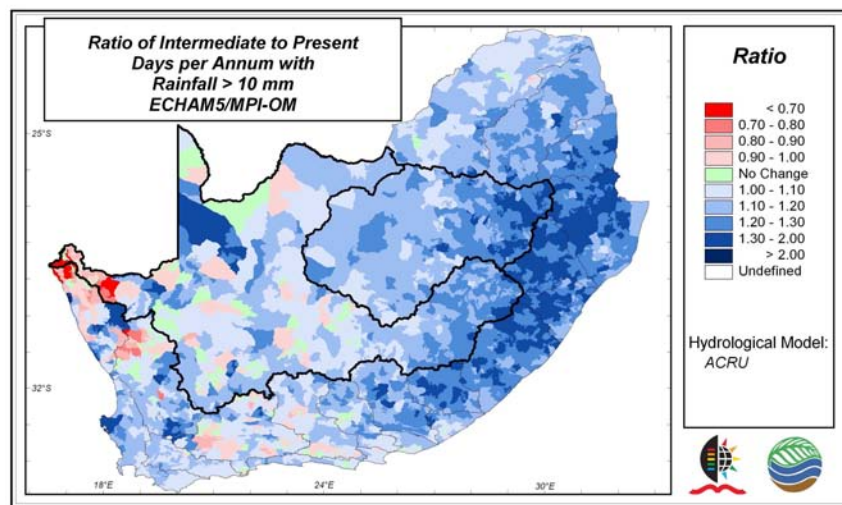 Ratio of Intermediate to Present
Days per Annum with
Rainfall > 10 mm
ECHAM5/MPI-OM
25°S
32°S
18°E
24°E
30°E
Ratio
< 0.70
0.70 - 0.80
0.80 - 0.90
0.90 - 1.00
No Change
1.00 - 1.10
1.10 - 1.20
1.20 - 1.30
1.30 - 2.00
> 2.00
Undefined
Hydrological Model:
ACRU